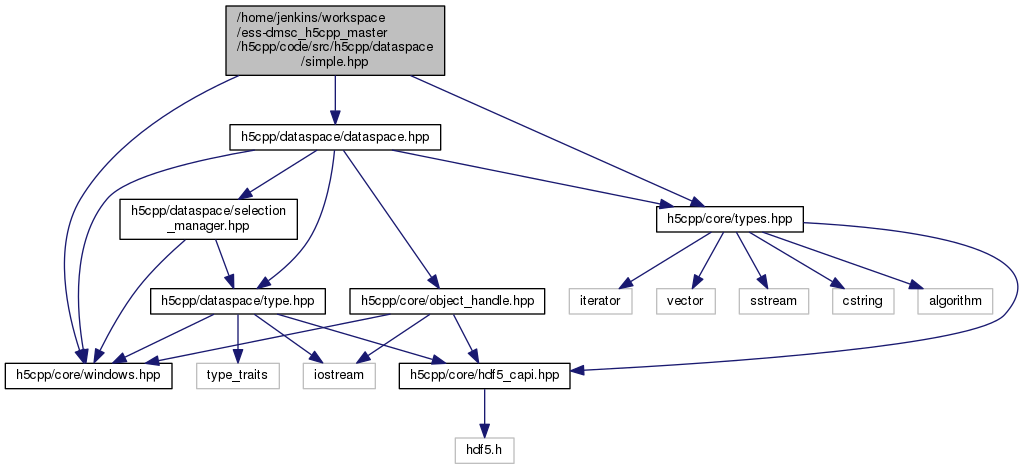 /home/jenkins/workspace
/ess-dmsc_h5cpp_master
/h5cpp/code/src/h5cpp/dataspace
/simple.hpp
h5cpp/dataspace/dataspace.hpp
h5cpp/dataspace/selection
_manager.hpp
h5cpp/core/types.hpp
h5cpp/dataspace/type.hpp
h5cpp/core/object_handle.hpp
iterator
vector
sstream
cstring
algorithm
h5cpp/core/windows.hpp
type_traits
iostream
h5cpp/core/hdf5_capi.hpp
hdf5.h